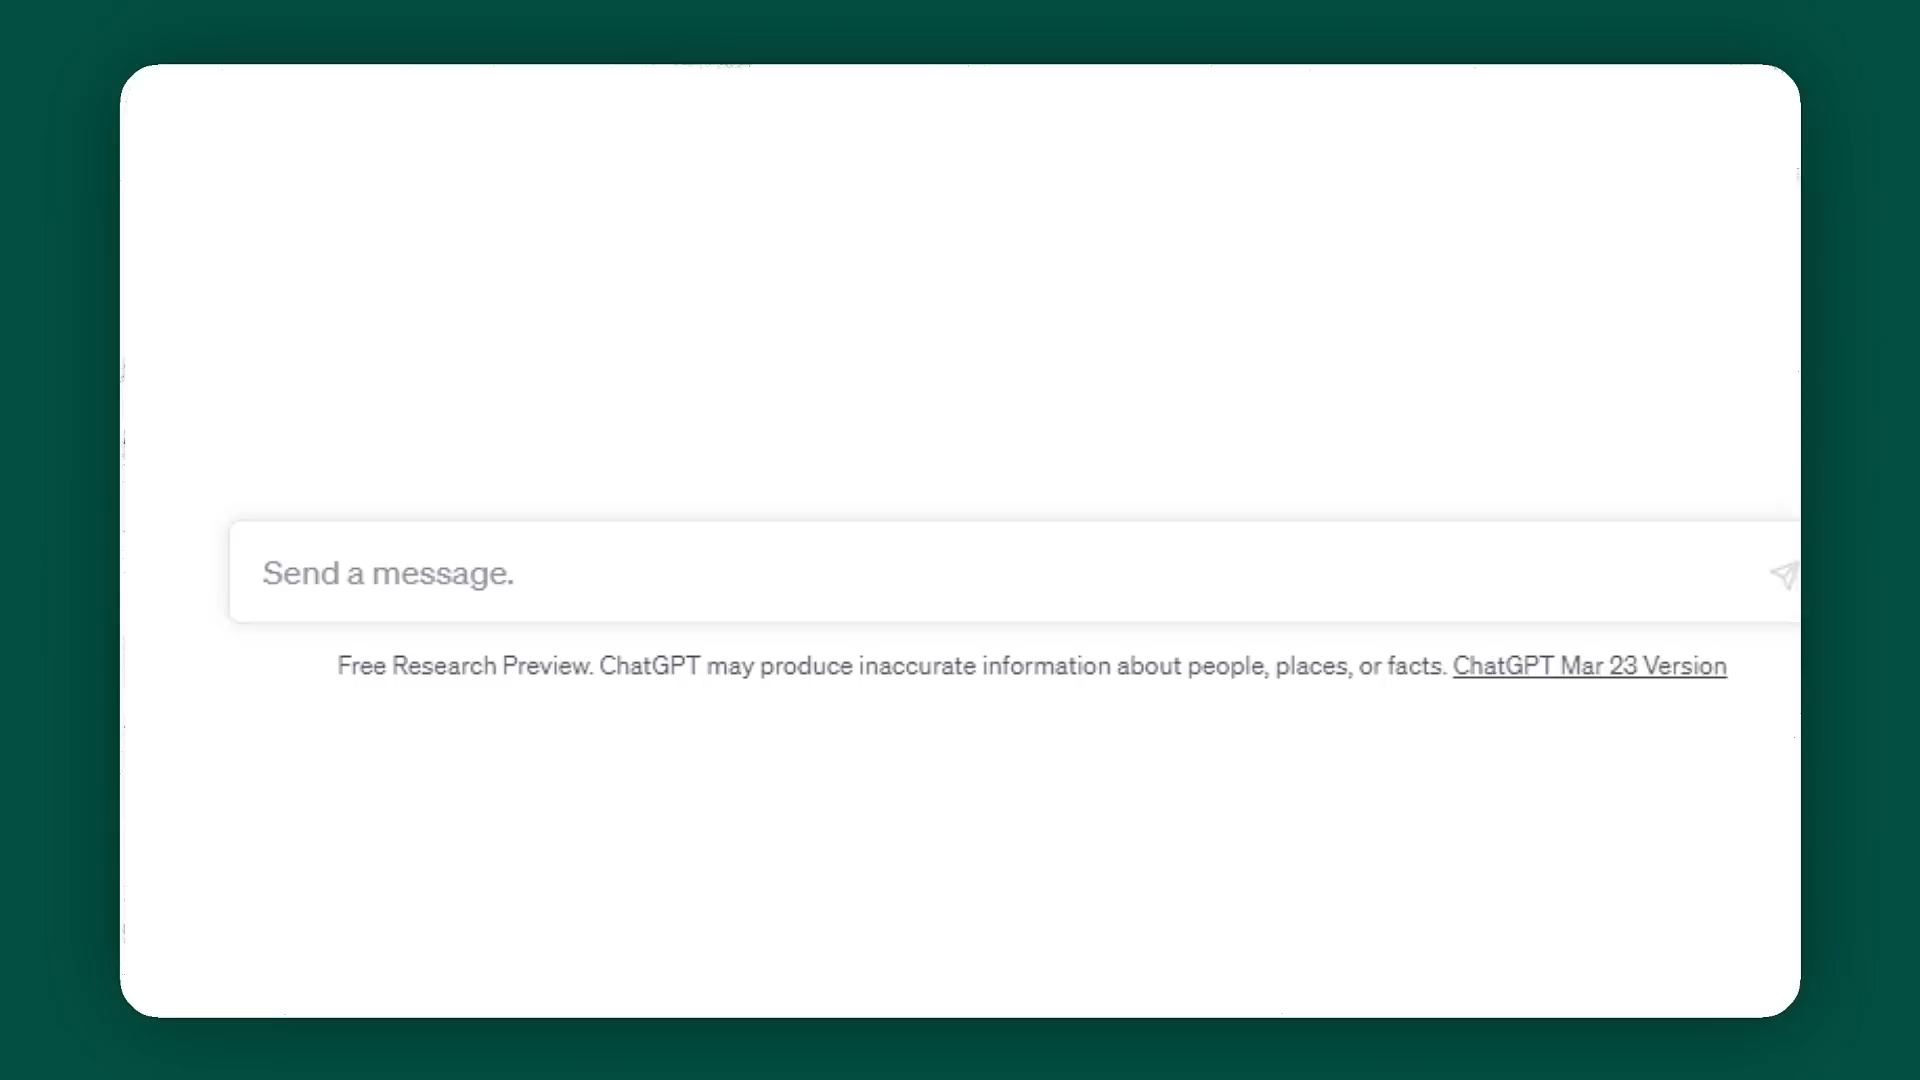 Send a message.
Free Research Preview. ChatGPT may produce inaccurate information about people, places, or facts. ChatGPT Mar 23 Version